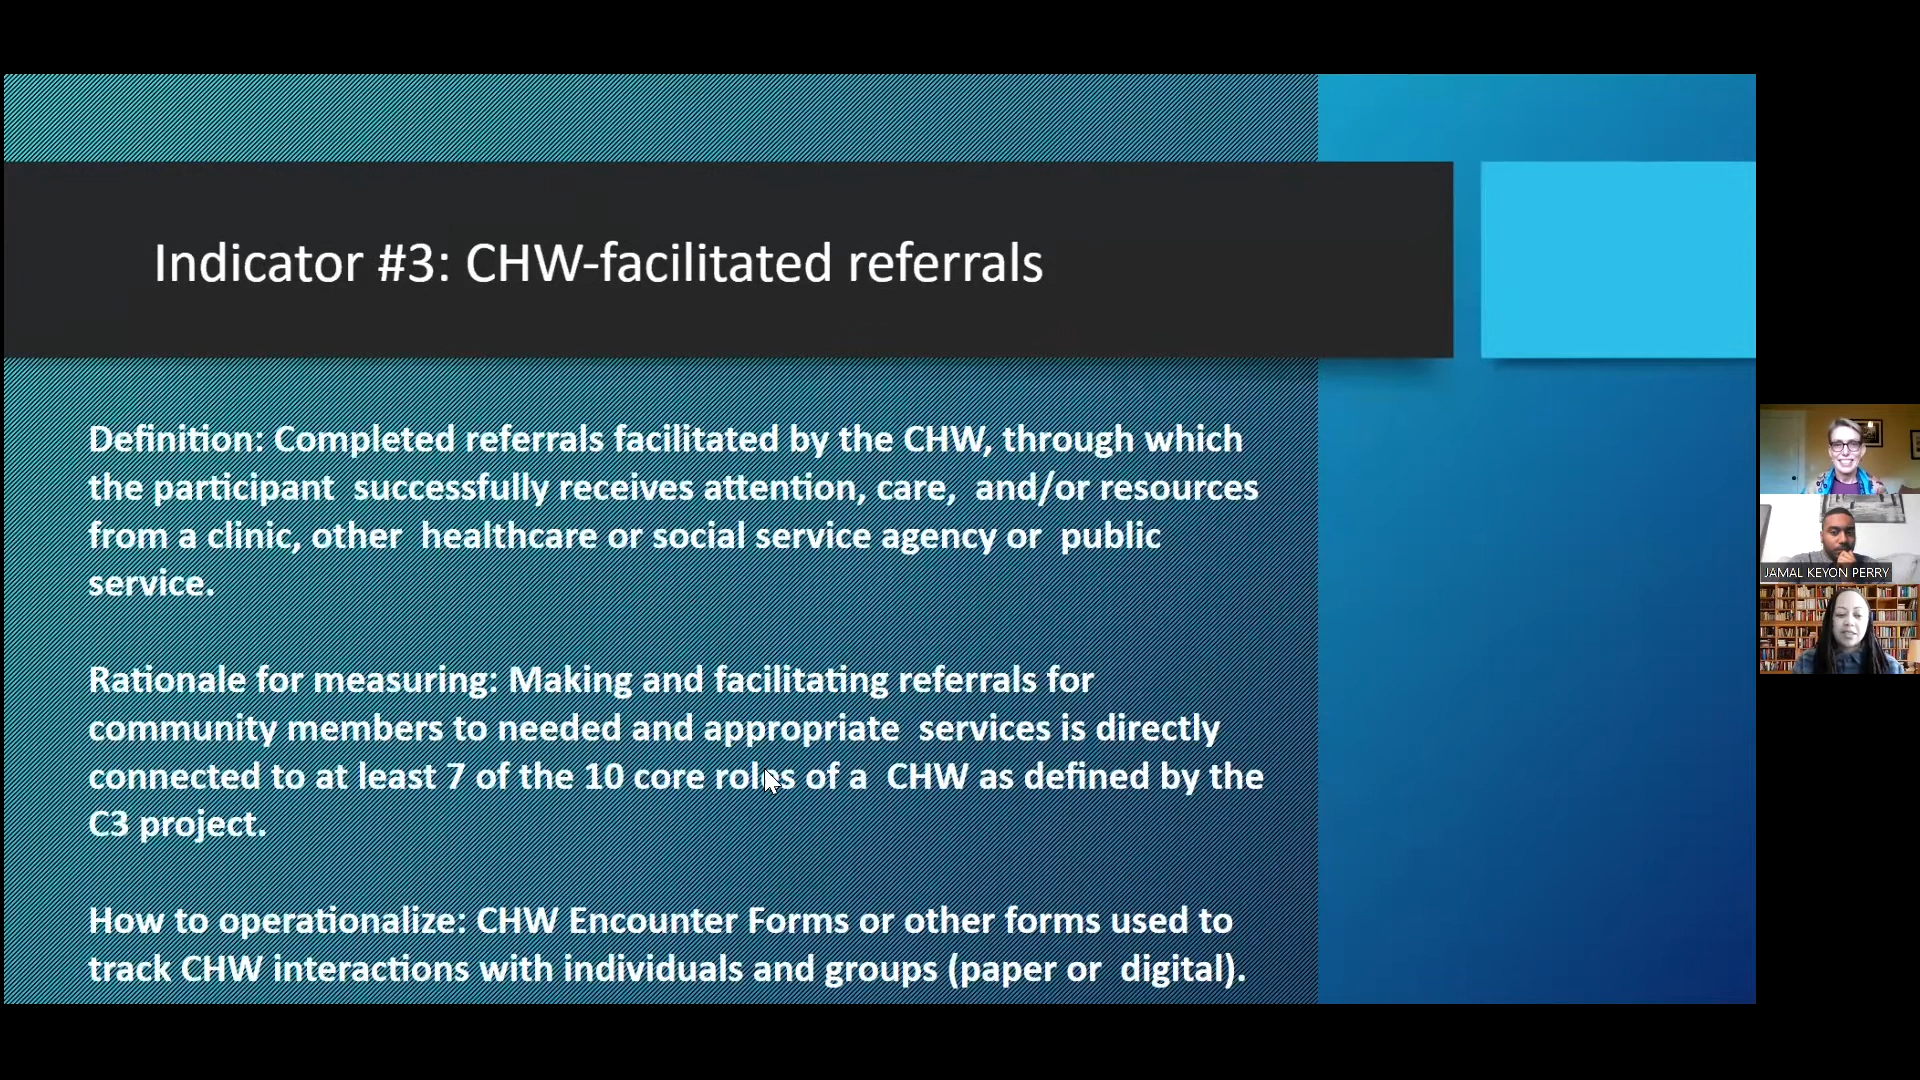 Indicator #3: CHW-facilitated referrals
Definition: Completed referrals facilitated by the CHW, through which
the participant successfully receives attention, care, and/or resources
from a clinic, other healthcare or social service agency or public
service.
Rationale for measuring: Making and facilitating referrals for
community members to needed and appropriate services is directly
connected to at least 7 of the 10 core roles of a CHW as defined by the
C3 project.
How to operationalize: CHW Encounter Forms or other forms used to
track CHW interactions with individuals and groups (paper or digital).
JAMAL KEYON PERRY